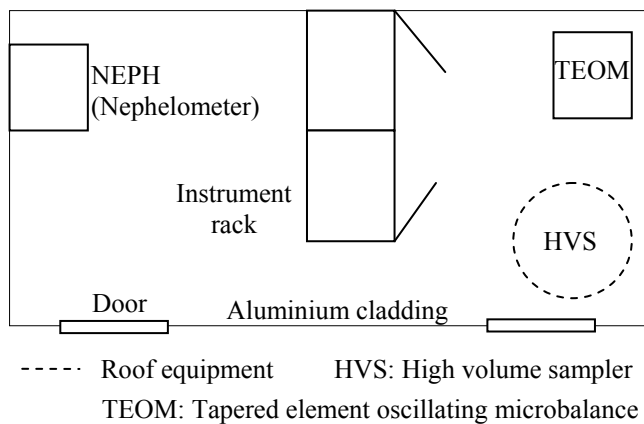 NEPH
(Nephelometer)
TEOM
Instrument
rack
HVS
Door
Aluminium cladding
Roof equipment HVS: High volume sampler
TEOM: Tapered element oscillating microbalance